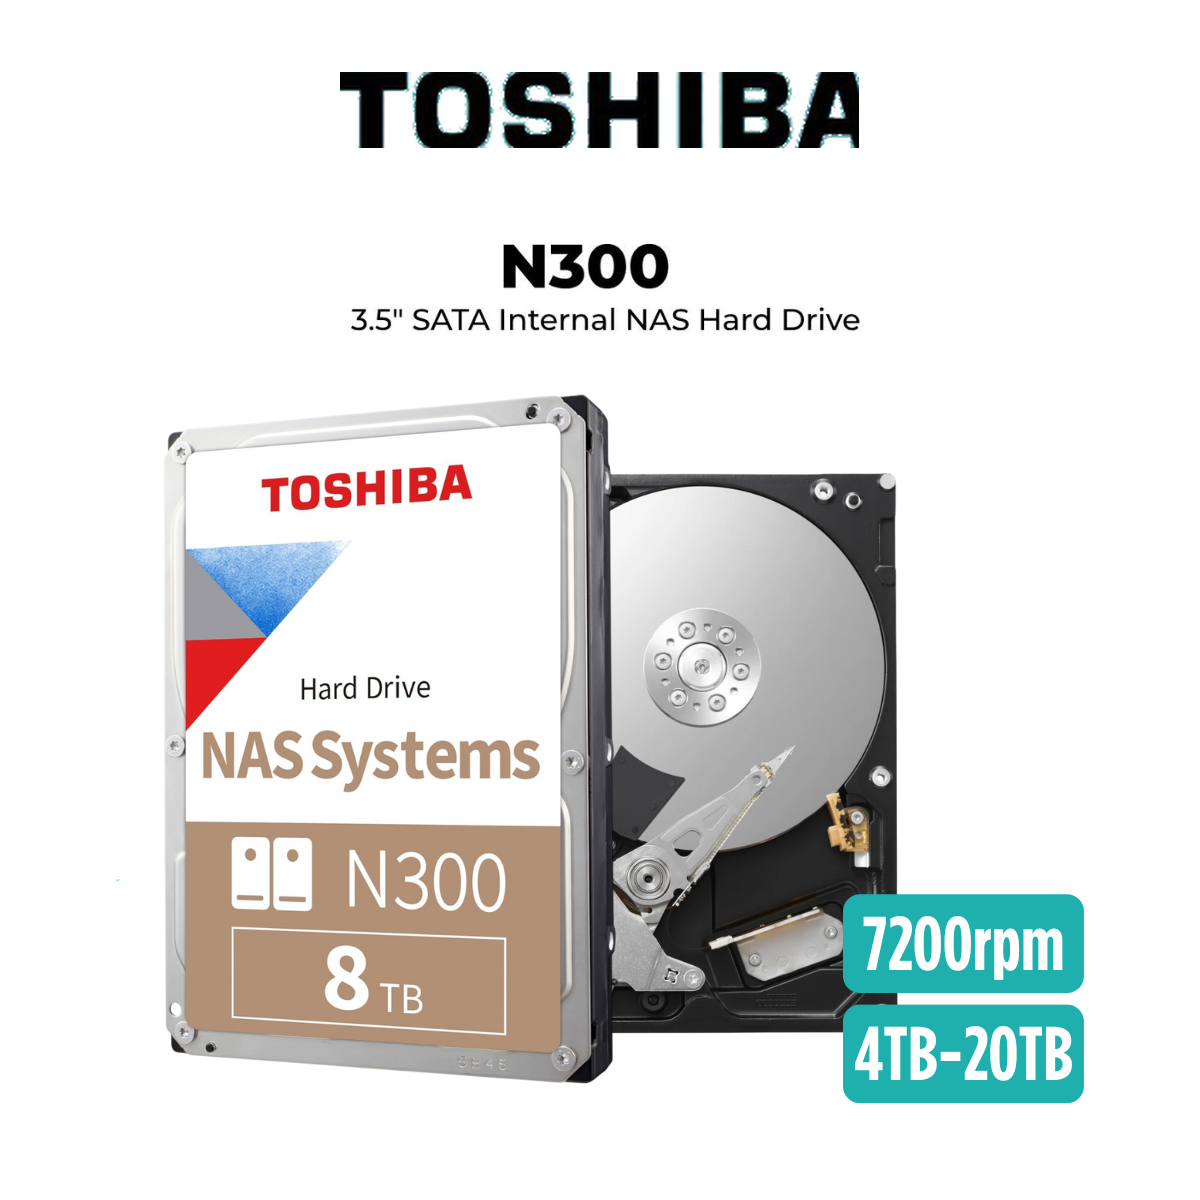 TOSHIBA
N300
3.5" SATA Internal NAS Hard Drive
TOSHIBA
Hard Drive
NAS Systems
N300
8 TB
7200rpm
4TB-20TB